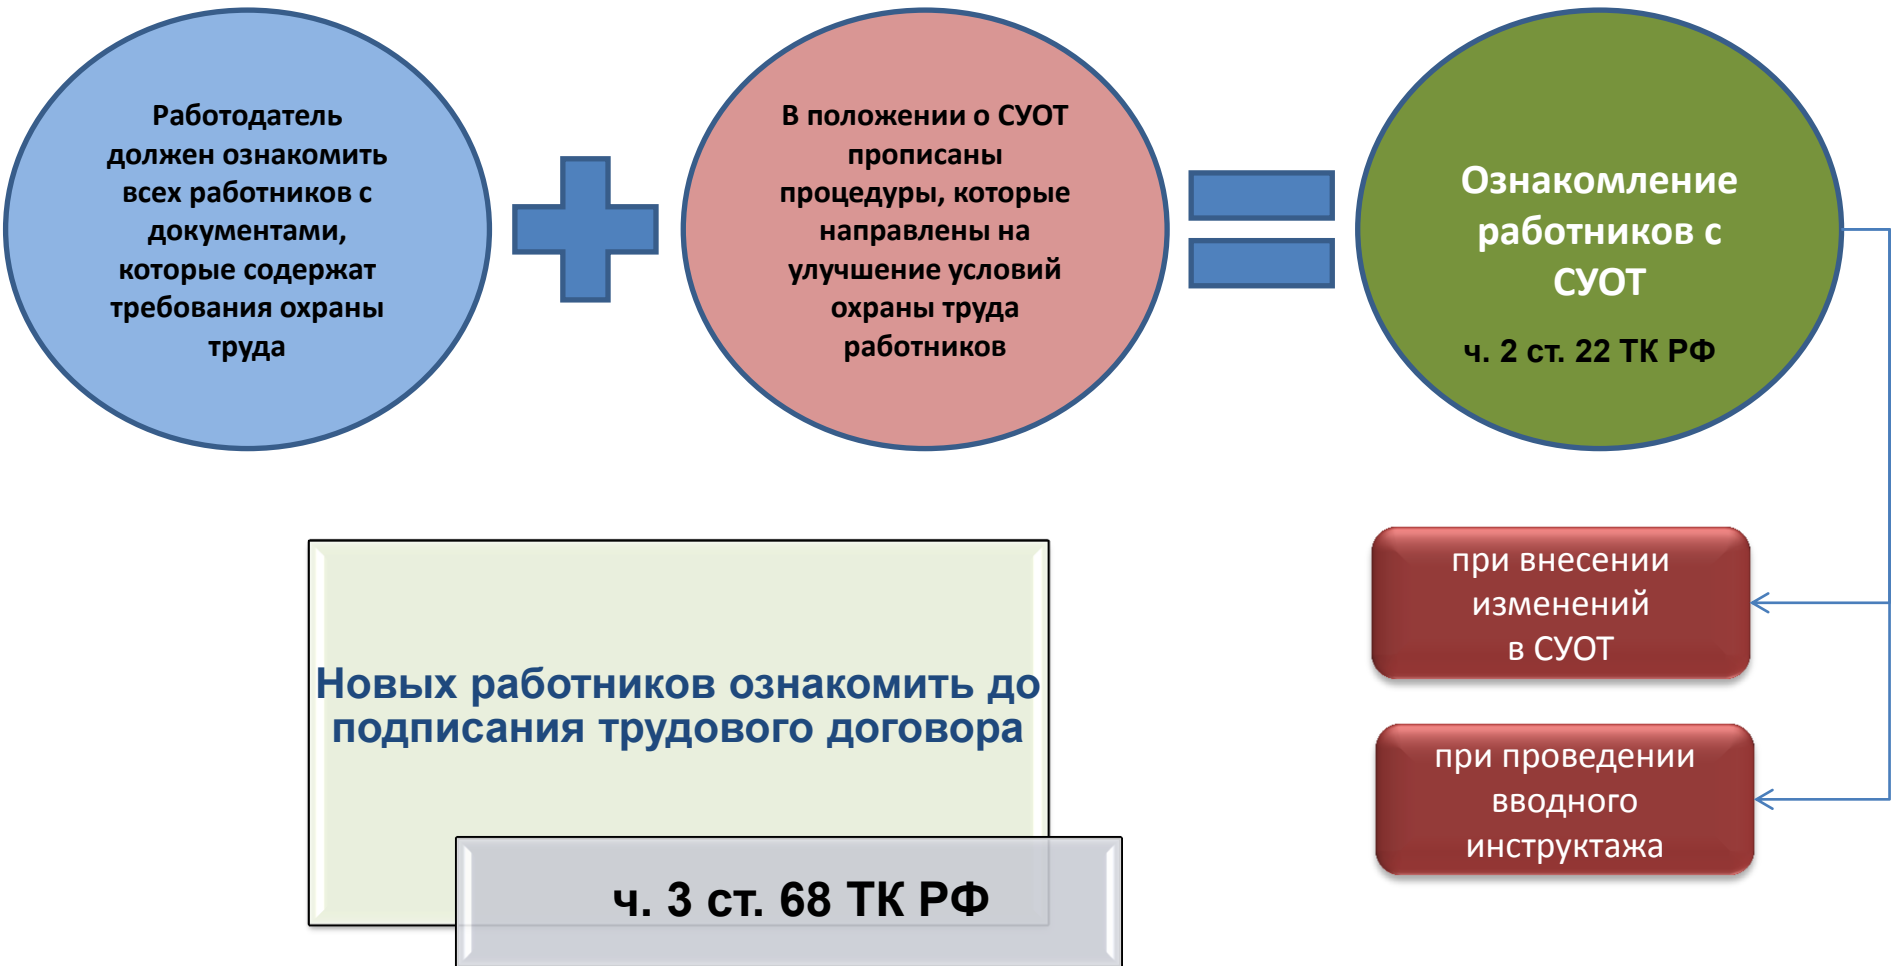 Работодатель
должен ознакомить
всех работников с
документами,
которые содержат
требования охраны
труда
В положении о СУОТ
прописаны
процедуры, которые
направлены на
улучшение условий
охраны труда
работников
Ознакомление
работников с
СУОТ
ч. 2 ст. 22 ТК РФ
при внесении
изменений
в СУОТ
при проведении
вводного
инструктажа
Новых работников ознакомить до
подписания трудового договора
ч. 3 ст. 68 ТК РФ